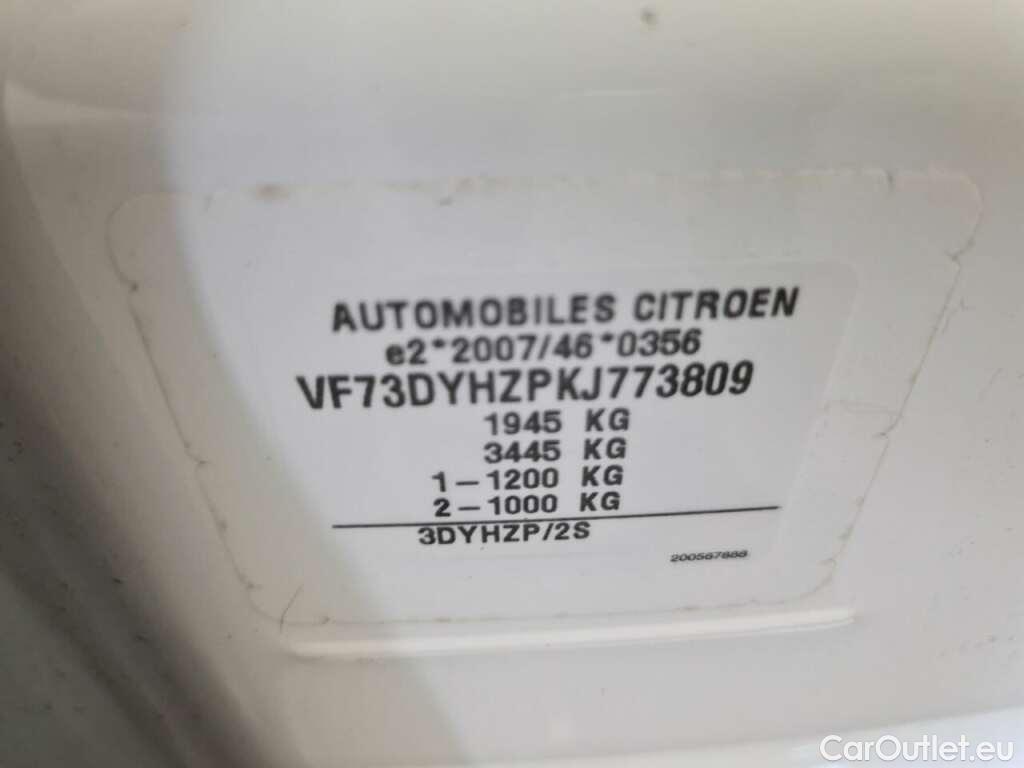 AUTOMOBILES CITROEN
e2*2007/46*0356
VF73DYHZPKJ773809
1945 KG
3445 KG
1-1200 KG
2-1000 KG
3DYHZP/2S
200567888
CarOutlet.eu